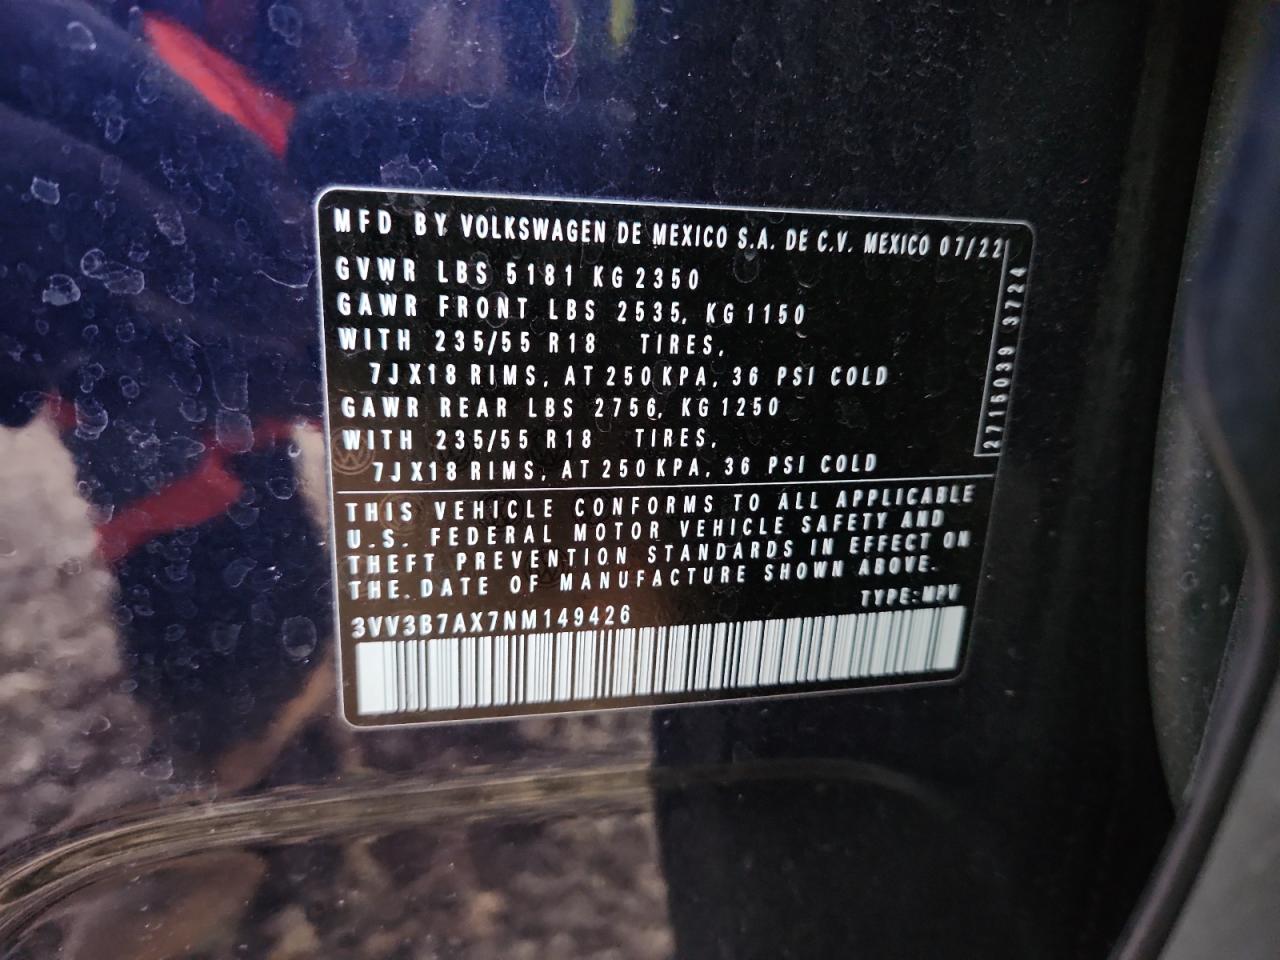 MFD BY VOLKSWAGEN DE MEXICO S.A. DE C.V. MEXICO 07/22
GVWR LBS 5181 KG 2350
GAWR FRONT LBS 2535, KG 1150
WITH 235/55 R18 TIRES,
7JX18 RIMS, AT 250 KPA, 36 PSI COLD
GAWR REAR LBS 2756, KG 1250
WITH 235/55 R18 TIRES,
7JX18 RIMS, AT 250 KPA, 36 PSI COLD
2715039 3724
THIS VEHICLE CONFORMS TO ALL APPLICABLE
U.S. FEDERAL MOTOR VEHICLE SAFETY AND
THEFT PREVENTION STANDARDS IN EFFECT ON
THE DATE OF MANUFACTURE SHOWN ABOVE.
TYPE: MPV
3VV3B7AX7NM149426